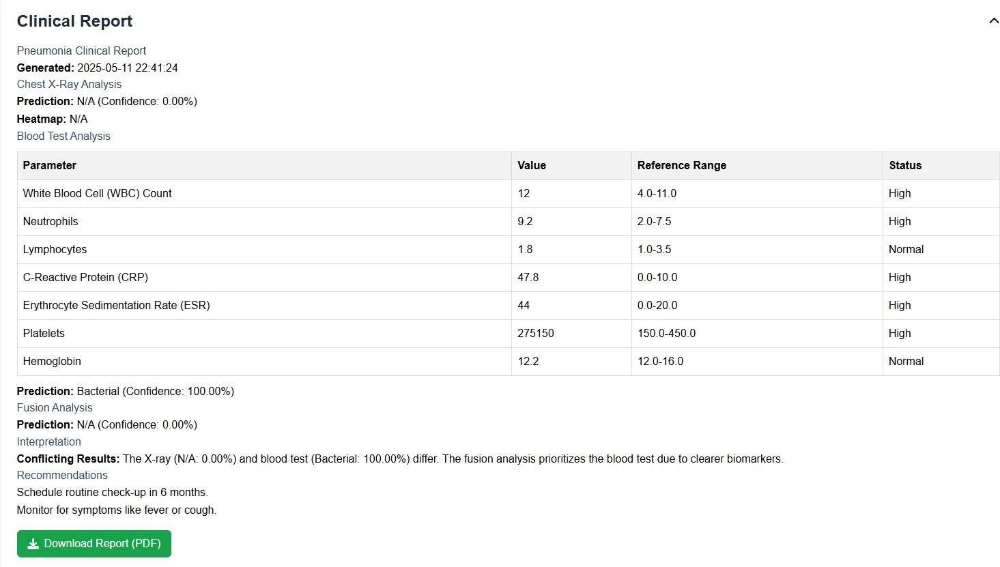 Clinical Report
Pneumonia Clinical Report
Generated: 2025-05-11 22:41:24
Chest X-Ray Analysis
Prediction: N/A (Confidence: 0.00%)
Heatmap: N/A
Blood Test Analysis
Parameter Value Reference Range Status
White Blood Cell (WBC) Count 12 4.0-11.0 High
Neutrophils 9.2 2.0-7.5 High
Lymphocytes 1.8 1.0-3.5 Normal
C-Reactive Protein (CRP) 47.8 0.0-10.0 High
Erythrocyte Sedimentation Rate (ESR) 44 0.0-20.0 High
Platelets 275150 150.0-450.0 High
Hemoglobin 12.2 12.0-16.0 Normal
Prediction: Bacterial (Confidence: 100.00%)
Fusion Analysis
Prediction: N/A (Confidence: 0.00%)
Interpretation
Conflicting Results: The X-ray (N/A: 0.00%) and blood test (Bacterial: 100.00%) differ. The fusion analysis prioritizes the blood test due to clearer biomarkers.
Recommendations
Schedule routine check-up in 6 months.
Monitor for symptoms like fever or cough.
Download Report (PDF)